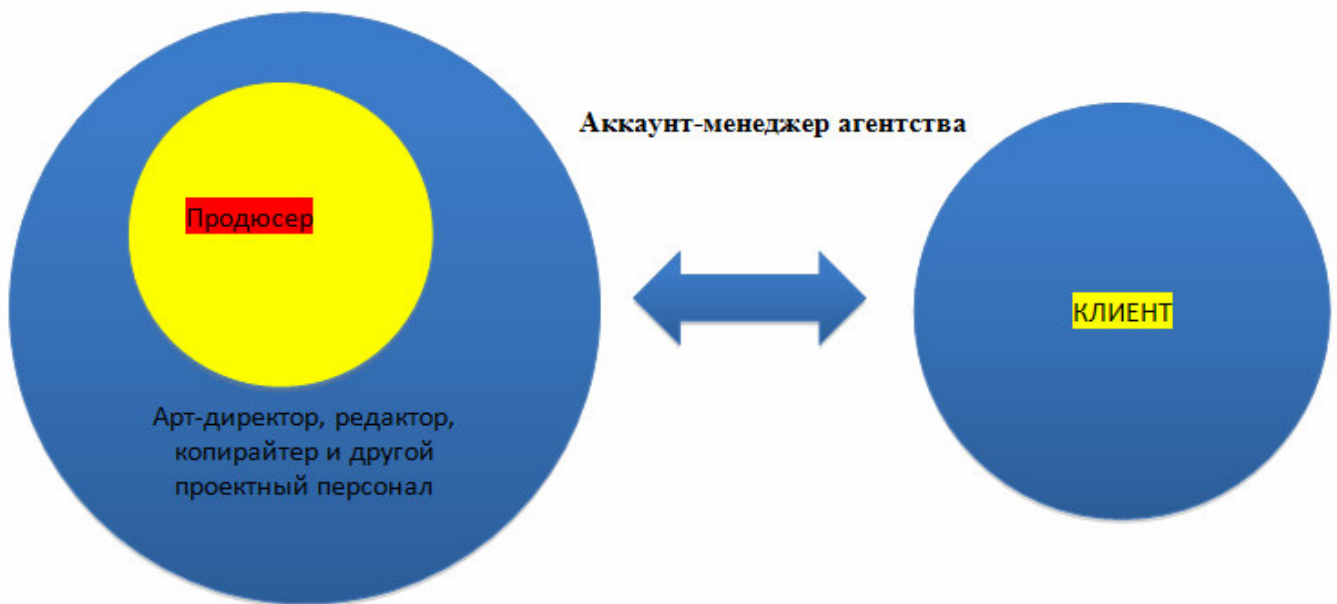 Аккаунт-менеджер агентства
Продюсер
КЛИЕНТ
Арт-директор, редактор,
копирайтер и другой
проектный персонал